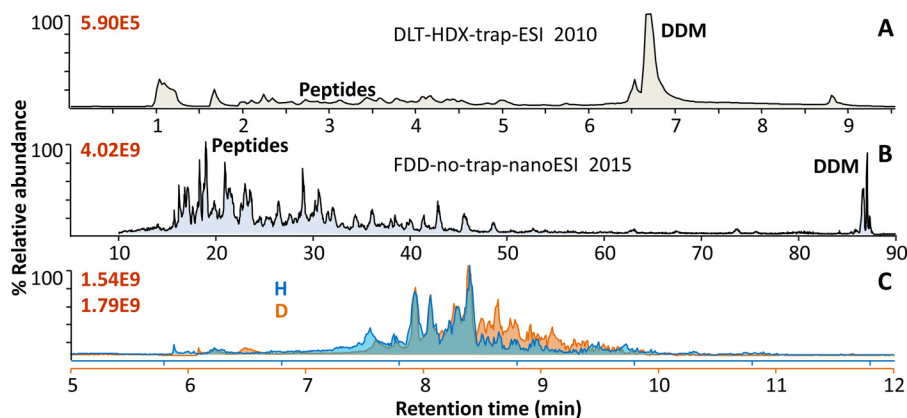 100
5.90E5
DLT-HDX-trap-ESI 2010
DDM
A
Peptides
1 2 3 4 5 6 7 8 9
% Relative abundance
100
4.02E9
Peptides
FDD-no-trap-nanoESI 2015
DDM
B
10 20 30 40 50 60 70 80 90
100
1.54E9
1.79E9
H
D
C
5 6 7 8 9 10 11 12
Retention time (min)